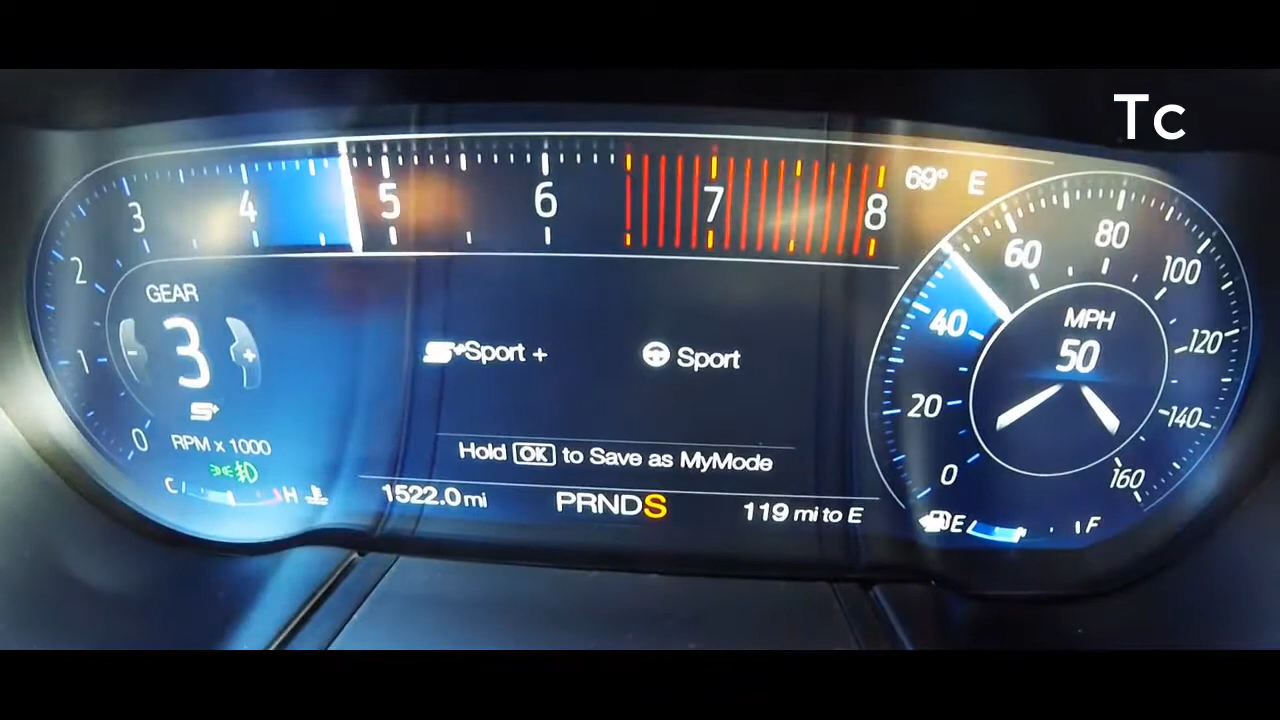 Tc
69° E
0 1 2 3 4 5 6 7 8
GEAR
- 3 +
S+
RPM x 1000
C H
S+ Sport +
Sport
Hold OK to Save as MyMode
1522.0 mi
PRNDS
119 mi to E
0 20 40 60 80 100 120 140 160
MPH
50
E F